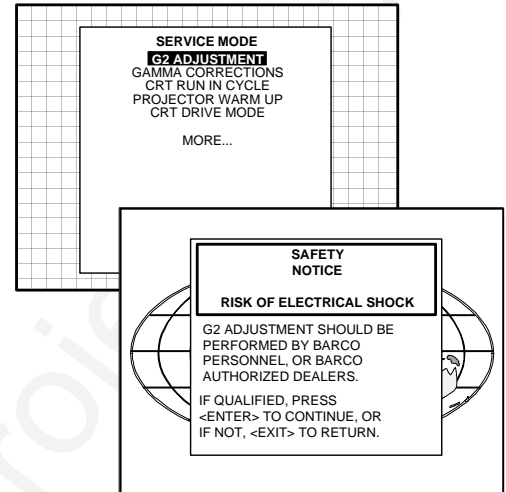 SERVICE MODE
G2 ADJUSTMENT
GAMMA CORRECTIONS
CRT RUN IN CYCLE
PROJECTOR WARM UP
CRT DRIVE MODE
MORE...
SAFETY
NOTICE
RISK OF ELECTRICAL SHOCK
G2 ADJUSTMENT SHOULD BE
PERFORMED BY BARCO
PERSONNEL, OR BARCO
AUTHORIZED DEALERS.
IF QUALIFIED, PRESS
<ENTER> TO CONTINUE, OR
IF NOT, <EXIT> TO RETURN.